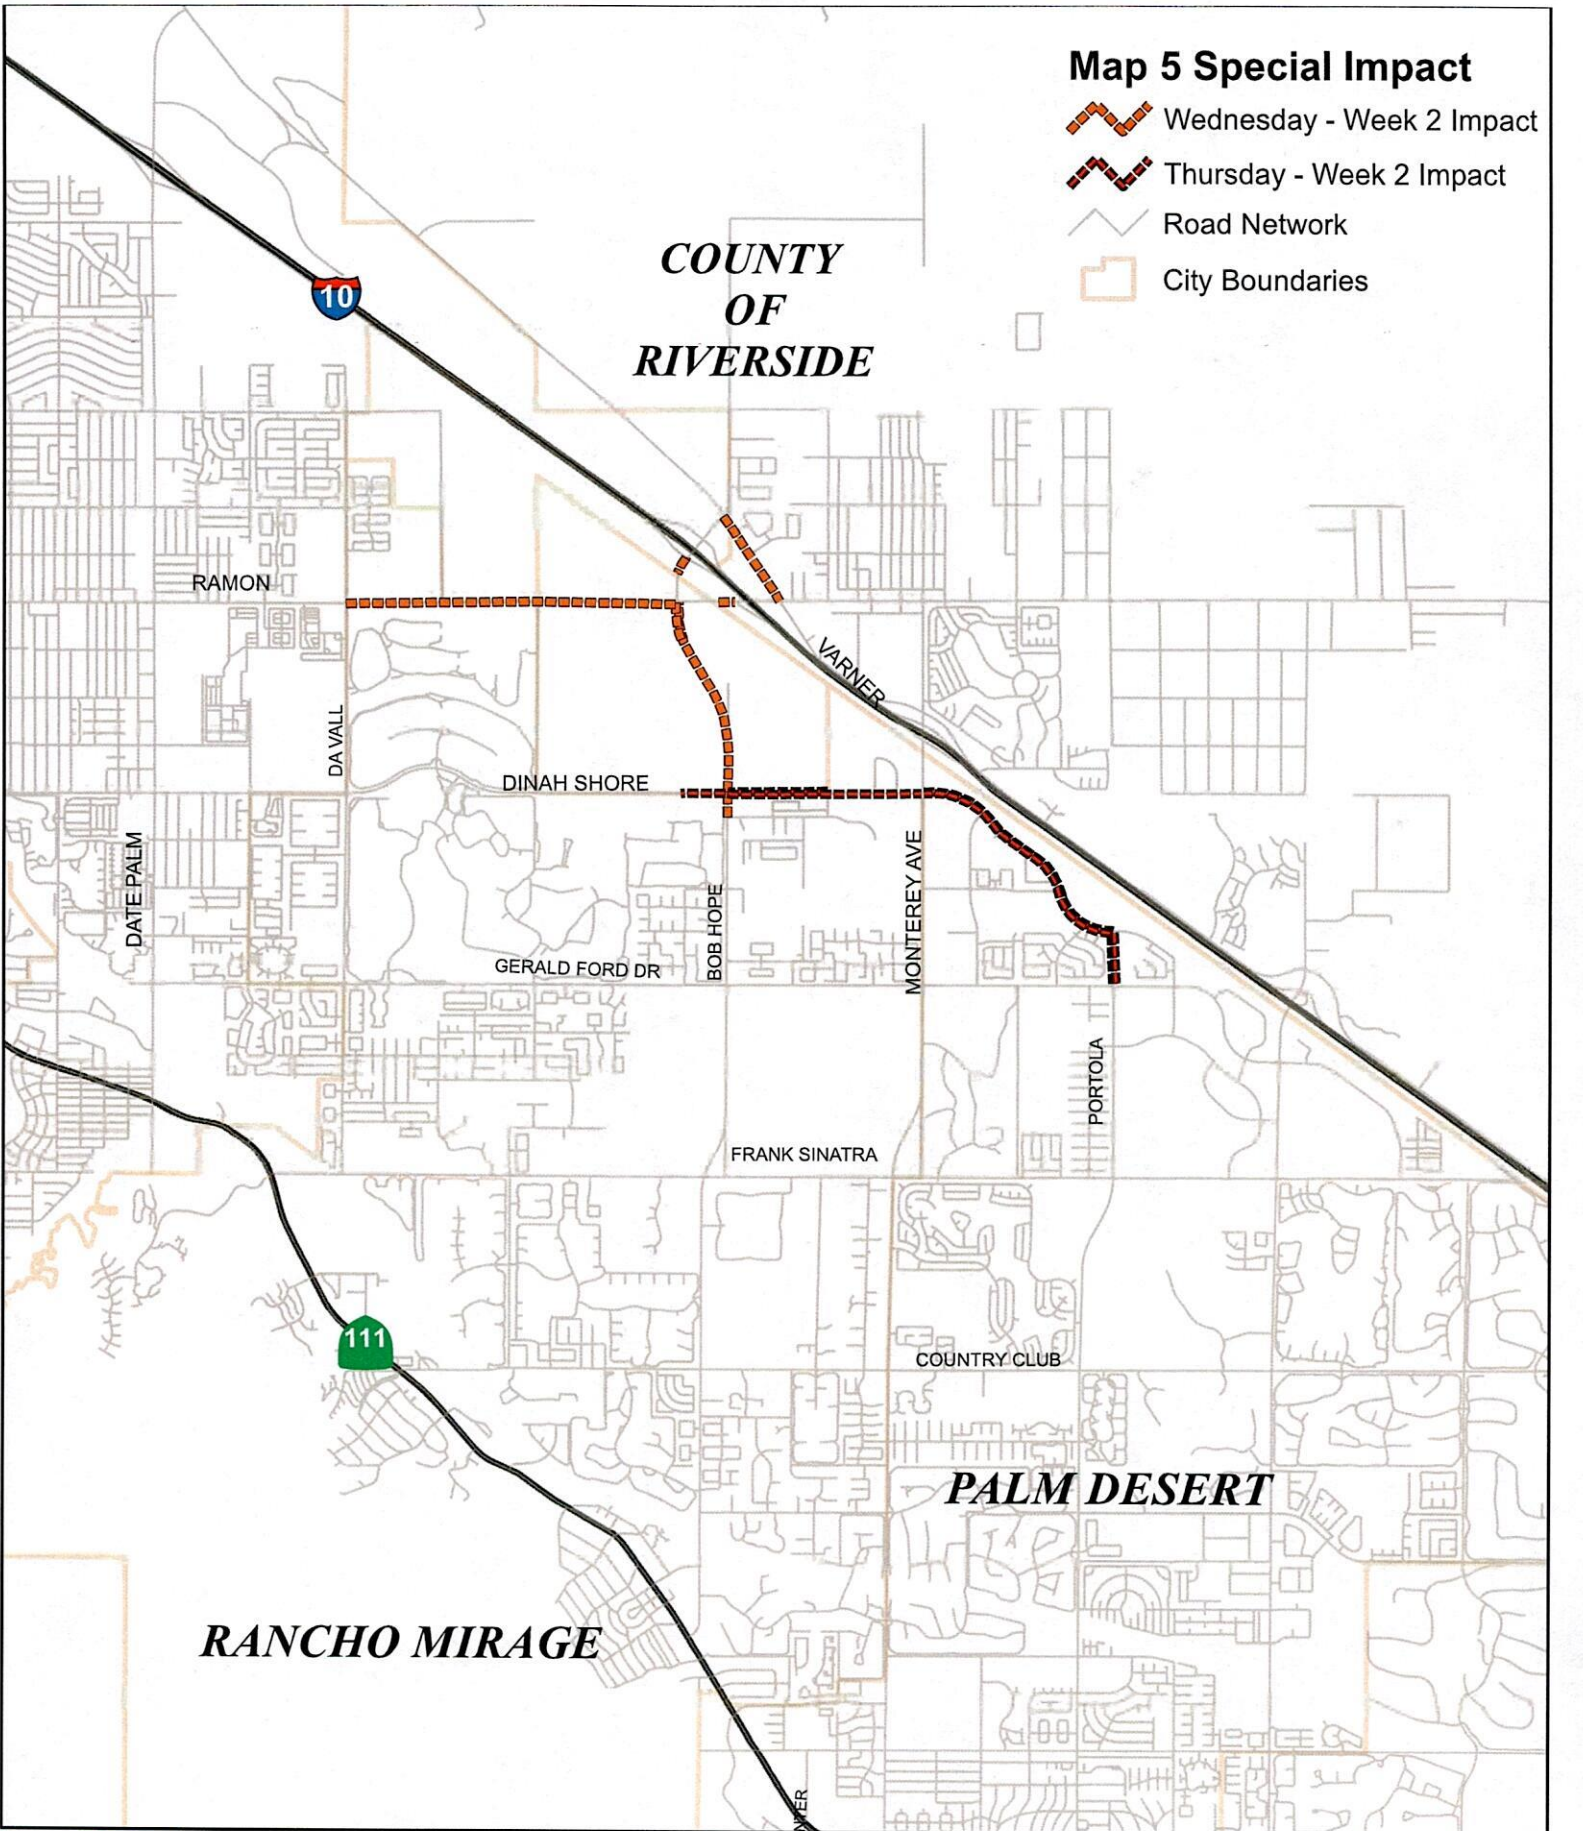 Map 5 Special Impact
Wednesday - Week 2 Impact
Thursday - Week 2 Impact
Road Network
City Boundaries
COUNTY
OF
RIVERSIDE
10
RAMON
VARNER
DA VALL
DINAH SHORE
DATE PALM
MONTEREY AVE
BOB HOPE
GERALD FORD DR
PORTOLA
FRANK SINATRA
111
COUNTRY CLUB
PALM DESERT
RANCHO MIRAGE